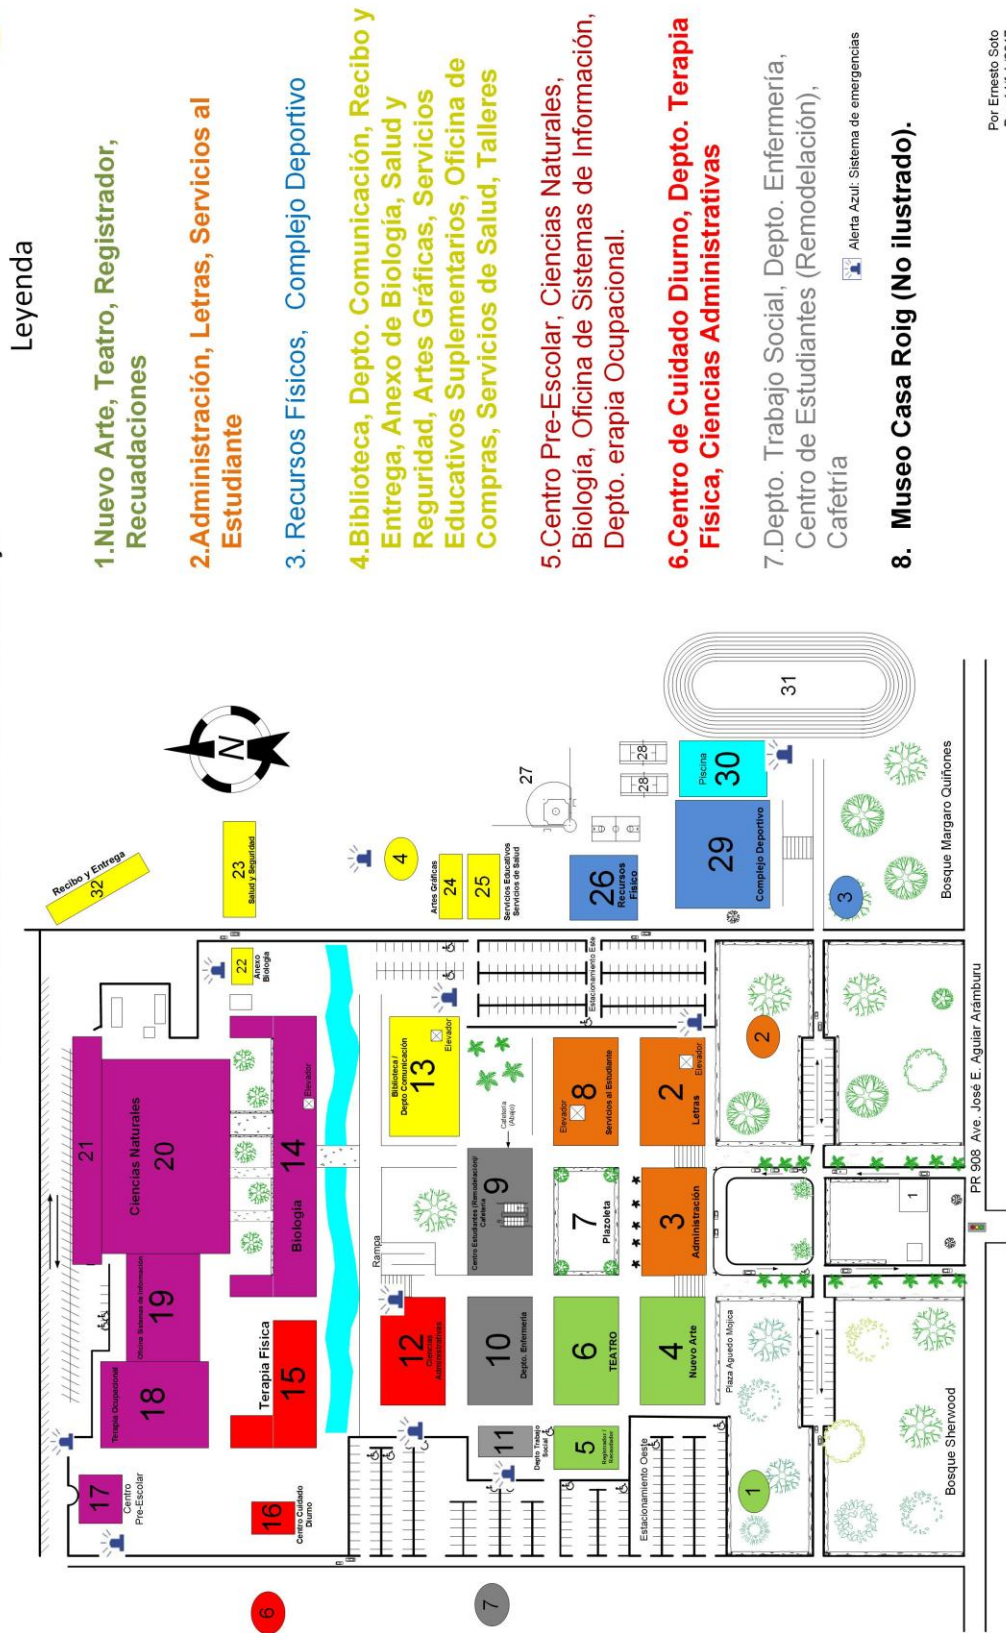 Leyenda
1.Nuevo Arte, Teatro, Registrador,
Recuadaciones
2.Administración, Letras, Servicios al
Estudiante
3. Recursos Físicos, Complejo Deportivo
4.Biblioteca, Depto. Comunicación, Recibo y
Entrega, Anexo de Biología, Salud y
Reguridad, Artes Gráficas, Servicios
Educativos Suplementarios, Oficina de
Compras, Servicios de Salud, Talleres
5.Centro Pre-Escolar, Ciencias Naturales,
Biología, Oficina de Sistemas de Información,
Depto. erapia Ocupacional.
6.Centro de Cuidado Diurno, Depto. Terapia
Física, Ciencias Administrativas
7.Depto. Trabajo Social, Depto. Enfermería,
Centro de Estudiantes (Remodelación),
Cafetría
Alerta Azul: Sistema de emergencias
8. Museo Casa Roig (No ilustrado).
Por Ernesto Soto
N
Recibo y Entrega
32
23
Salud y Seguridad
4
Artes Gráficas
24
25
Servicios Educativos
Servicios de Salud
27
26
Recursos
Físico
28
28
Piscina
30
29
Complejo Deportivo
31
3
Bosque Margaro Quiñones
22
Anexo
Biología
21
Ciencias Naturales
20
Oficina Sistemas de Información
19
Terapia Ocupacional
18
17
Centro
Pre-Escolar
14
Biología
Elevador
Terapia Física
15
16
Centro Cuidado
Diurno
6
Biblioteca /
Depto Comunicación
13
Elevador
Rampa
12
Ciencias
Administrativas
Cafetería
(Abajo)
Centro Estudiantes (Remodelación)/
Cafetería
9
10
Depto. Enfermería
11
Depto Trabajo
Social
7
Estacionamiento Este
Elevador
8
Servicios al Estudiante
7
Plazoleta
6
TEATRO
5
Registrador /
Recaudador
2
Elevador
Letras
3
Administración
4
Nuevo Arte
Estacionamiento Oeste
2
Plaza Aguedo Mojica
1
1
Bosque Sherwood
PR 908 Ave. José E. Aguiar Arámburu